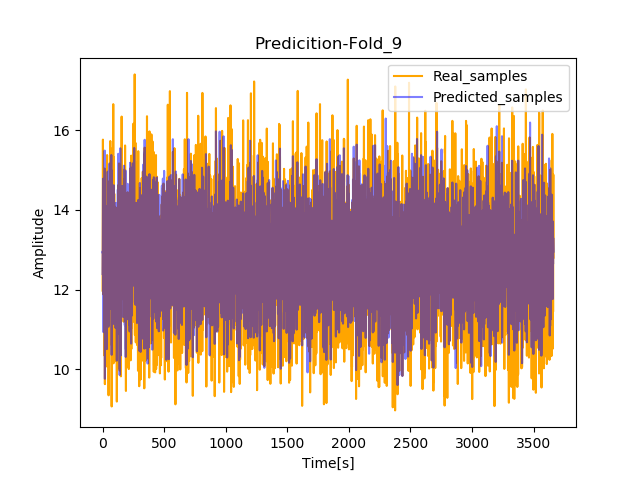 Predicition-Fold_9
Real_samples
Predicted_samples
Amplitude
16
14
12
10
0 500 1000 1500 2000 2500 3000 3500
Time[s]